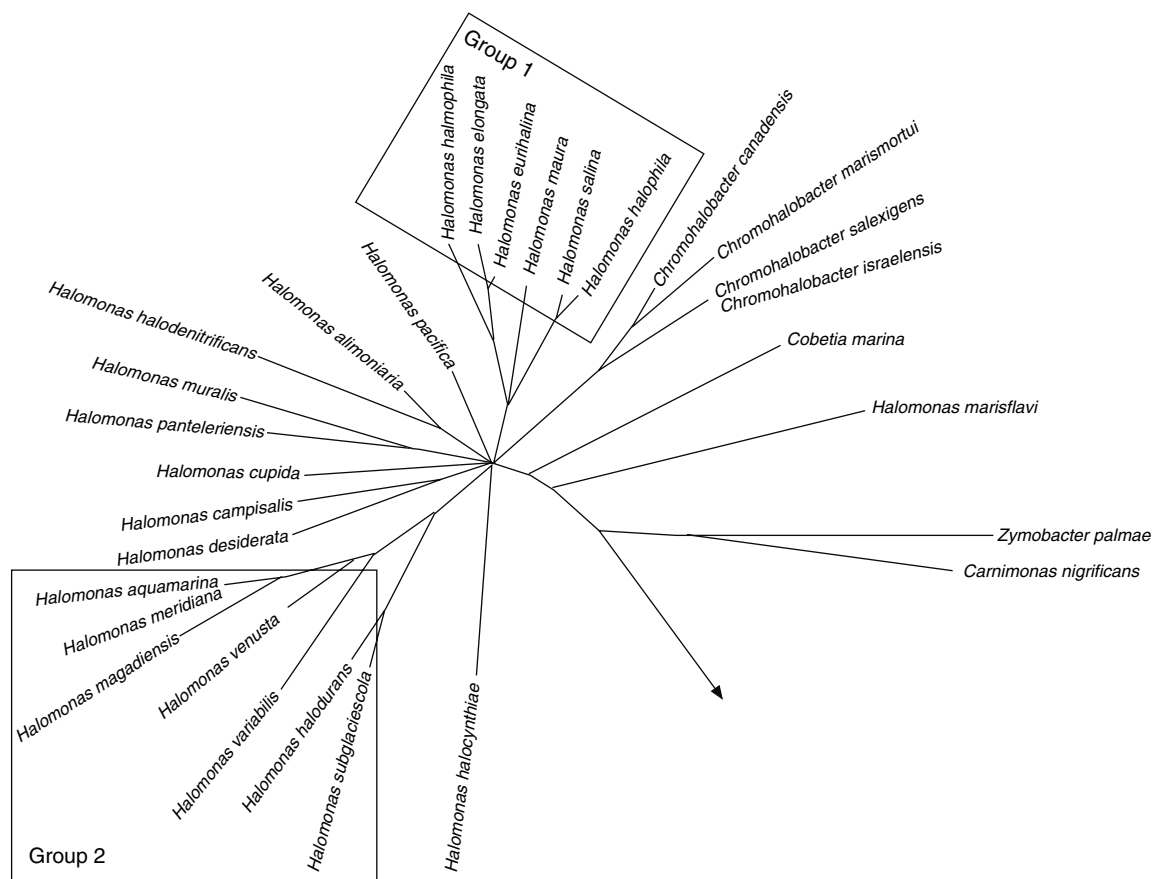 Group 1
Halomonas halmophila
Halomonas elongata
Halomonas eurihalina
Halomonas maura
Halomonas salina
Halomonas halophila
Chromohalobacter canadensis
Chromohalobacter marismortui
Chromohalobacter salexigens
Chromohalobacter israelensis
Cobetia marina
Halomonas marisflavi
Zymobacter palmae
Carnimonas nigrificans
Halomonas pacifica
Halomonas alimoniaria
Halomonas halodenitrificans
Halomonas muralis
Halomonas panteleriensis
Halomonas cupida
Halomonas campisalis
Halomonas desiderata
Halomonas aquamarina
Halomonas meridiana
Halomonas magadiensis
Halomonas venusta
Halomonas variabilis
Halomonas halodurans
Halomonas subglaciescola
Halomonas halocynthiae
Group 2